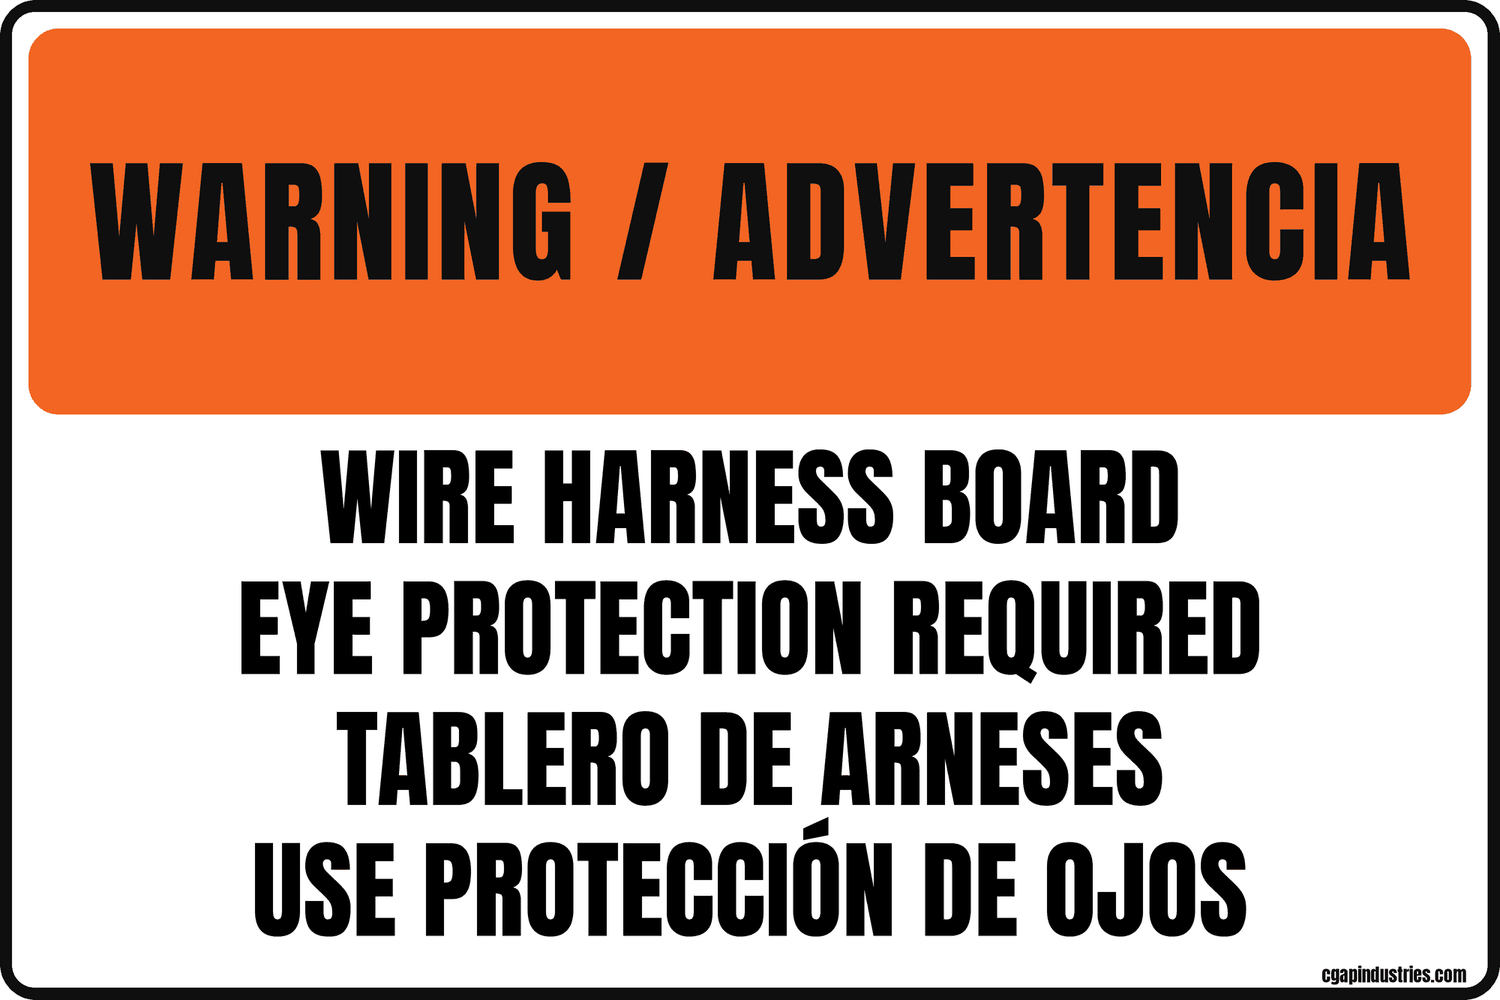 WARNING / ADVERTENCIA
WIRE HARNESS BOARD
EYE PROTECTION REQUIRED
TABLERO DE ARNESES
USE PROTECCIÓN DE OJOS
cgapindustries.com